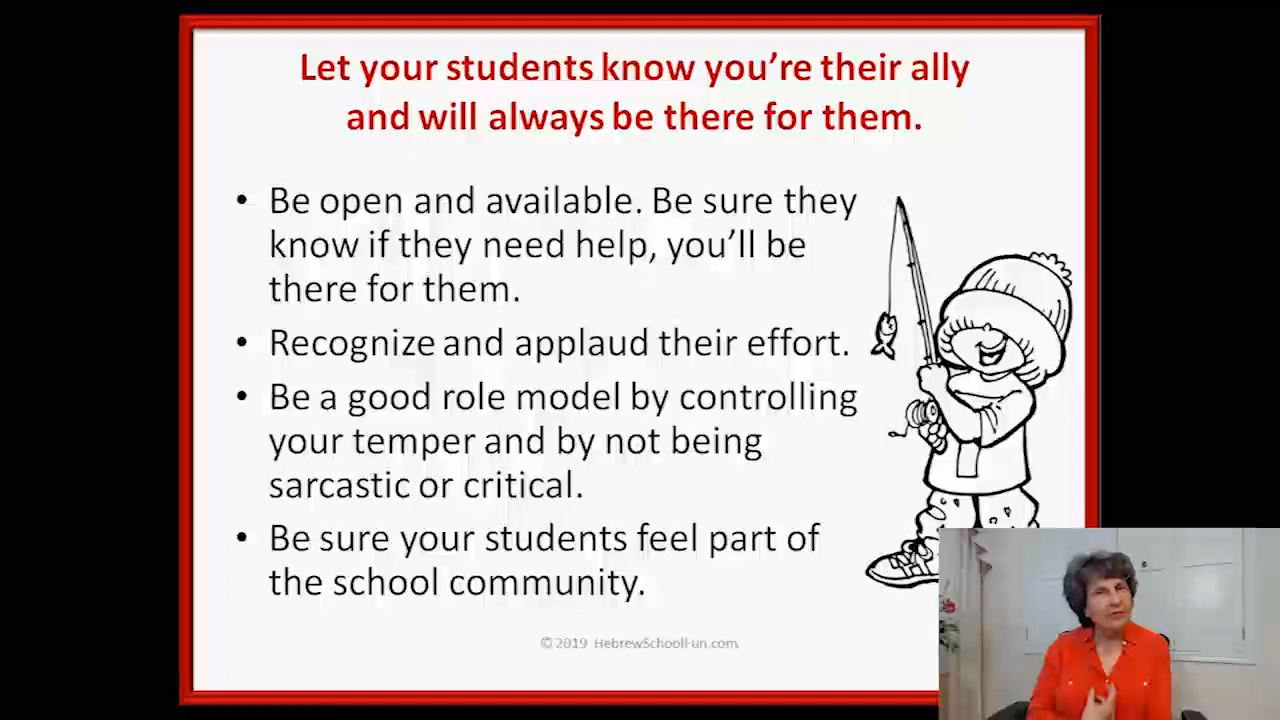 Let your students know you're their ally
and will always be there for them.
• Be open and available. Be sure they
know if they need help, you'll be
there for them.
• Recognize and applaud their effort.
• Be a good role model by controlling
your temper and by not being
sarcastic or critical.
• Be sure your students feel part of
the school community.
©2019 HebrewSchoolFun.com